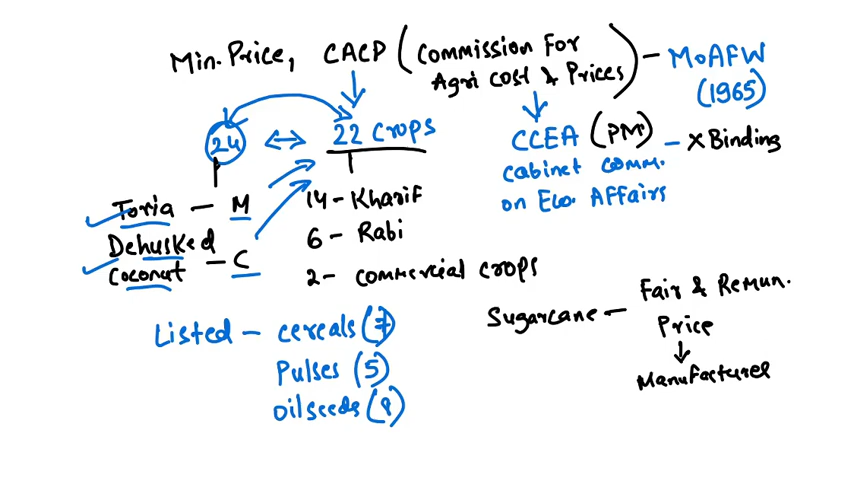 Min. Price, CACP (Commission For Agri Cost & Prices) - MoAFW (1965)
24 ↔ 22 Crops
CCEA (PM) - x Binding
Cabinet Comm. on Eco. Affairs
Toria - M
Dehusked Coconut - C
14 - Kharif
6 - Rabi
2 - commercial crops
Listed - cereals (7)
Pulses (5)
Oilseeds (8)
Sugarcane - Fair & Remun. Price
↓
Manufacturer